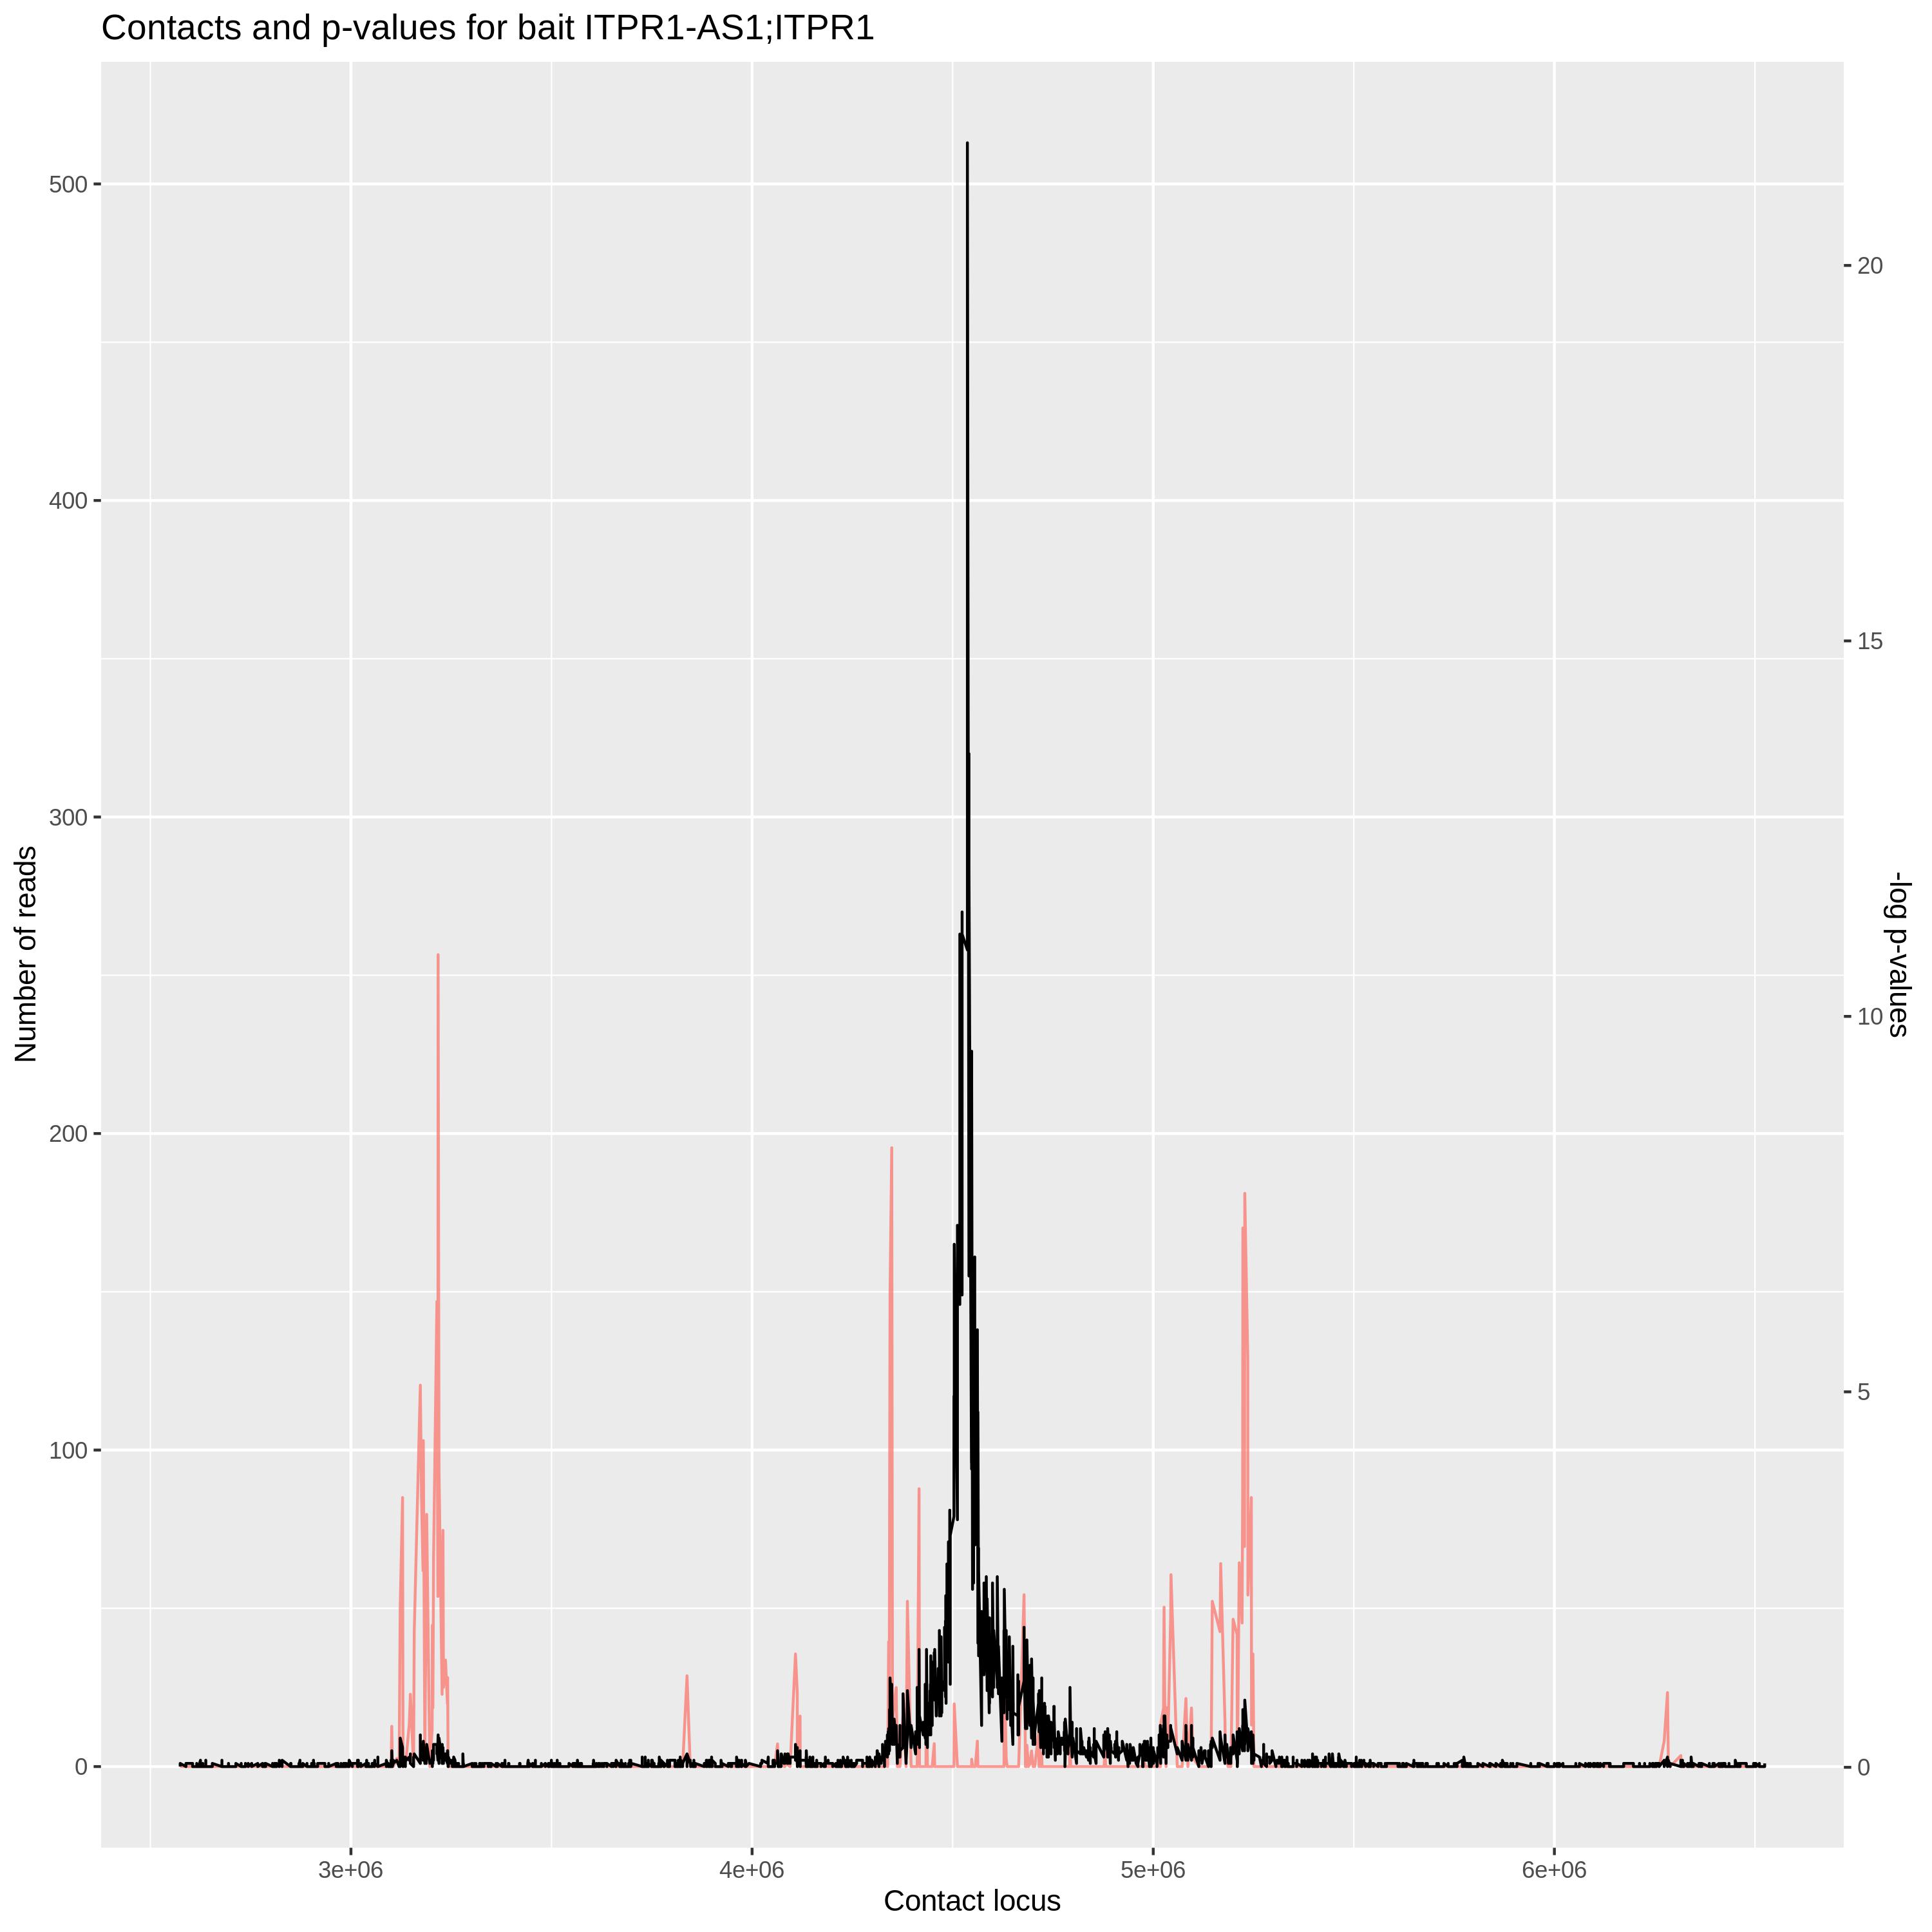 Contacts and p-values for bait ITPR1-AS1;ITPR1
500
400
300
200
100
0
Number of reads
20
15
10
5
0
-log p-values
3e+06
4e+06
5e+06
6e+06
Contact locus